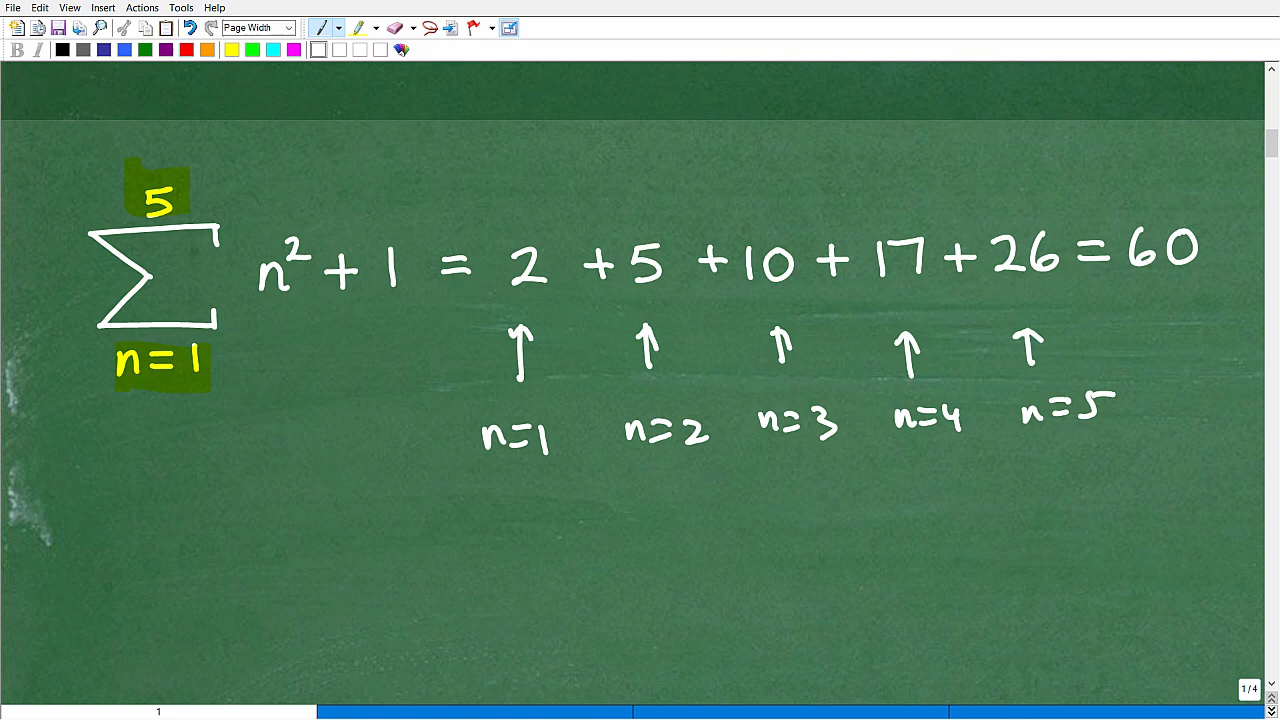 File Edit View Insert Actions Tools Help
Page Width
B I
5
∑ n² + 1 = 2 + 5 + 10 + 17 + 26 = 60
n = 1
n=1 n=2 n=3 n=4 n=5
1 / 4
1